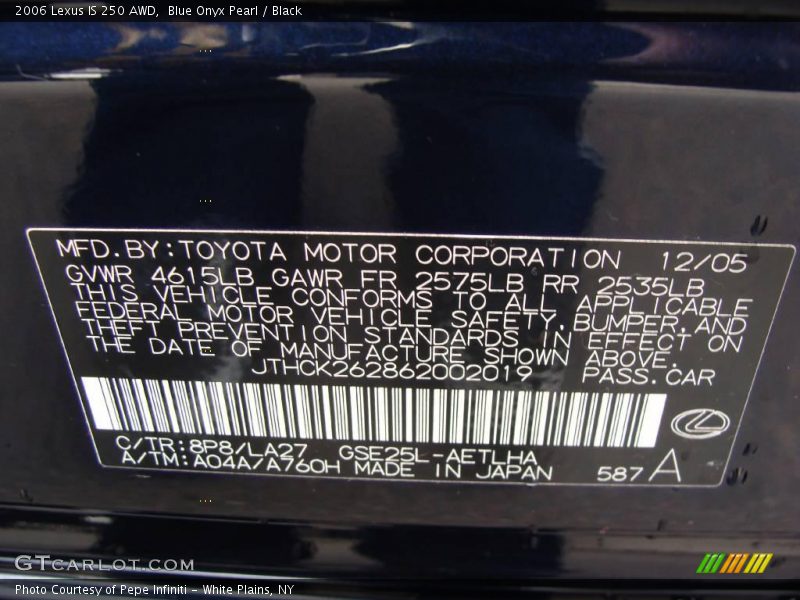 2006 Lexus IS 250 AWD,  Blue Onyx Pearl / Black
MFD.BY:TOYOTA MOTOR CORPORATION 12/05
GVWR 4615LB GAWR FR 2575LB RR 2535LB
THIS VEHICLE CONFORMS TO ALL APPLICABLE
FEDERAL MOTOR VEHICLE SAFETY,BUMPER,AND
THEFT PREVENTION STANDARDS IN EFFECT ON
THE DATE OF MANUFACTURE SHOWN ABOVE.
JTHCK262862002019 PASS.CAR
C/TR:8P8/LA27 GSE25L-AETLHA
A/TM:A04A/A760H MADE IN JAPAN 587 A
GTCARLOT.COM
Photo Courtesy of Pepe Infiniti - White Plains, NY